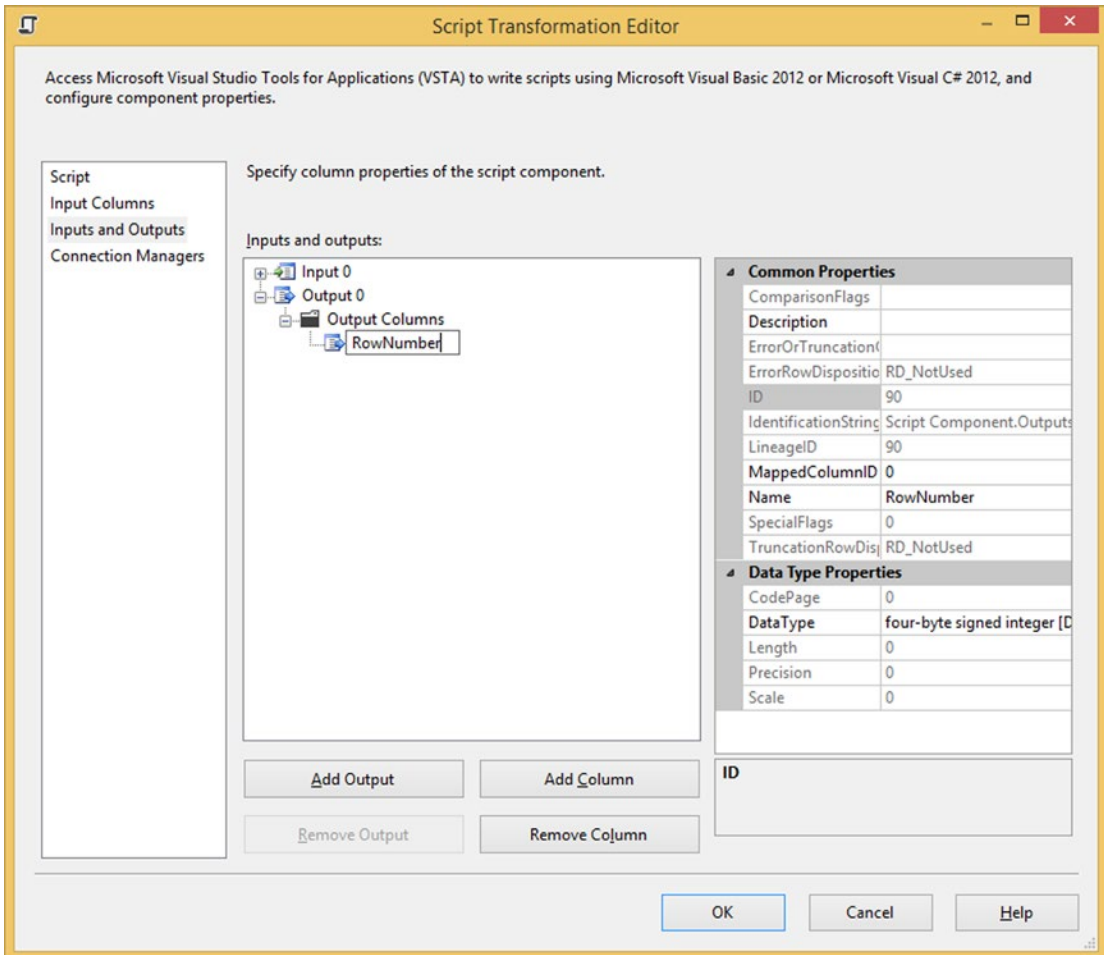 Script Transformation Editor
Access Microsoft Visual Studio Tools for Applications (VSTA) to write scripts using Microsoft Visual Basic 2012 or Microsoft Visual C# 2012, and
configure component properties.
Script
Input Columns
Inputs and Outputs
Connection Managers
Specify column properties of the script component.
Inputs and outputs:
Input 0
Output 0
Output Columns
RowNumber
Common Properties
ComparisonFlags
Description
ErrorOrTruncationO
ErrorRowDispositio RD_NotUsed
ID 90
IdentificationString Script Component.Outputs
LineageID 90
MappedColumnID 0
Name RowNumber
SpecialFlags 0
TruncationRowDisp RD_NotUsed
Data Type Properties
CodePage 0
DataType four-byte signed integer [D
Length 0
Precision 0
Scale 0
Add Output
Add Column
Remove Output
Remove Column
ID
OK
Cancel
Help